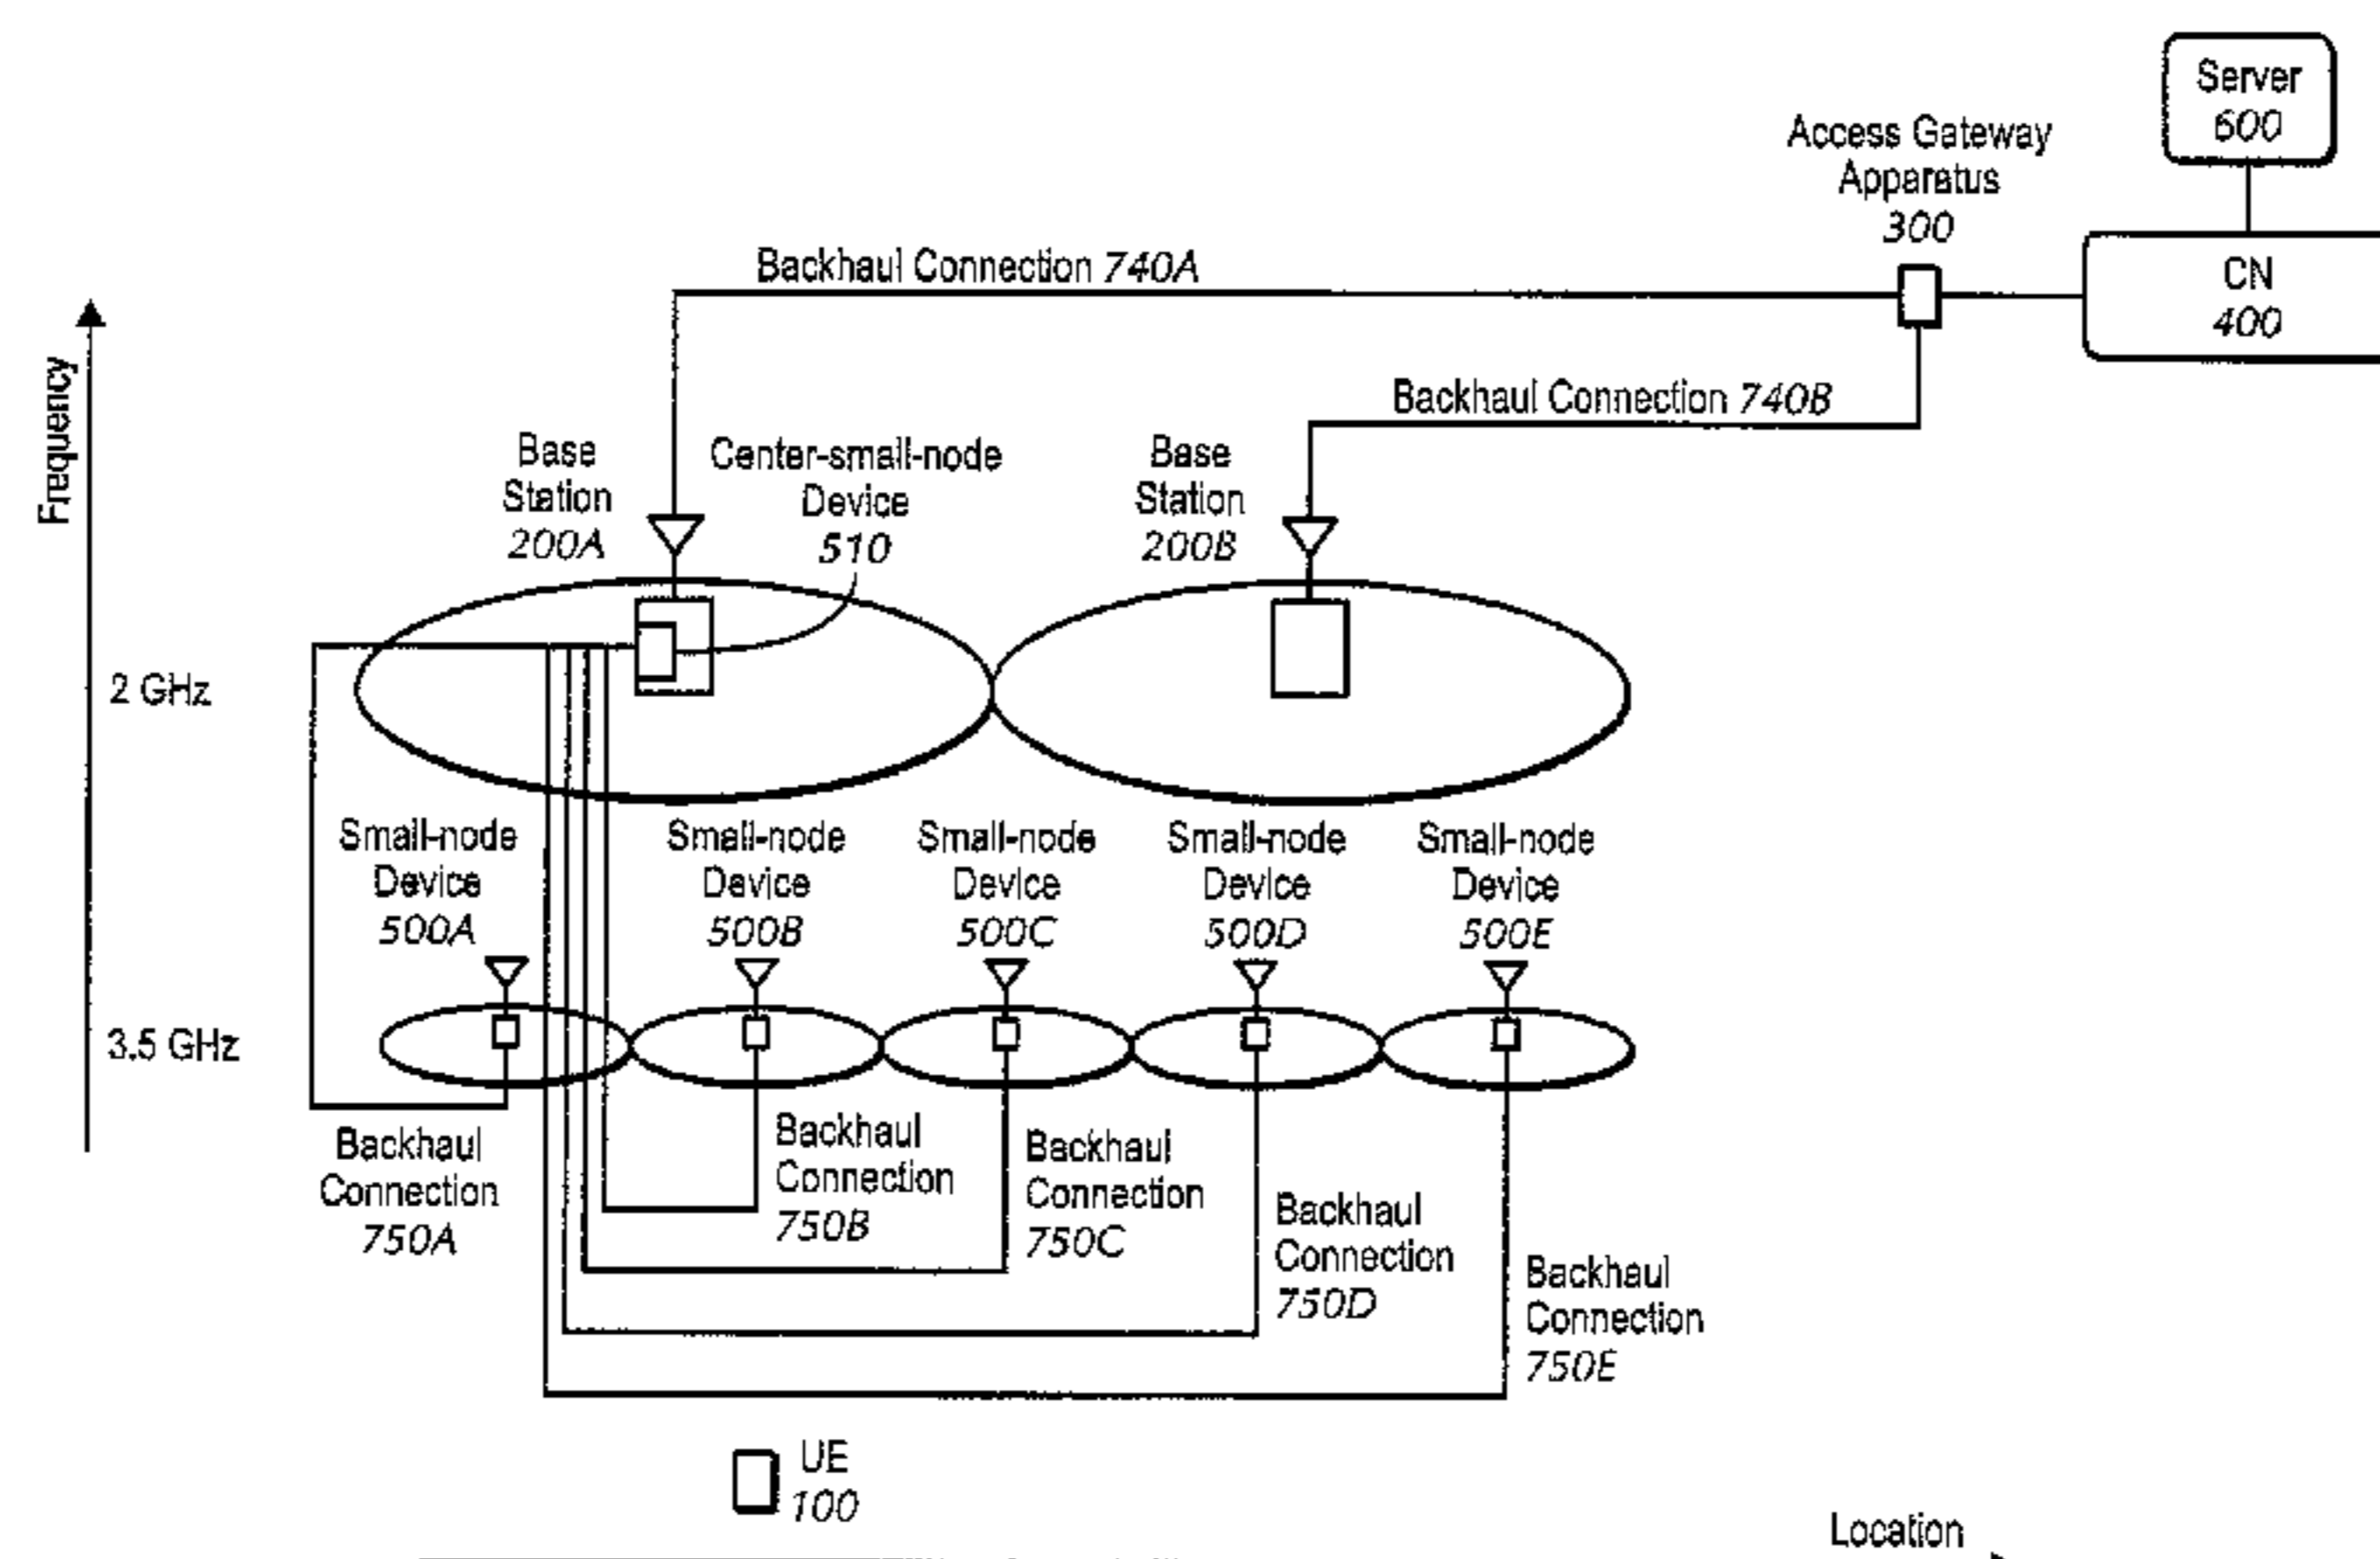 Server
600
Access Gateway
Apparatus
300
CN
400
Backhaul Connection 740A
Backhaul Connection 740B
Frequency
Base
Station
200A
Center-small-node
Device
510
Base
Station
200B
2 GHz
Small-node
Device
500A
Small-node
Device
500B
Small-node
Device
500C
Small-node
Device
500D
Small-node
Device
500E
3.5 GHz
Backhaul
Connection
750A
Backhaul
Connection
750B
Backhaul
Connection
750C
Backhaul
Connection
750D
Backhaul
Connection
750E
UE
100
Location